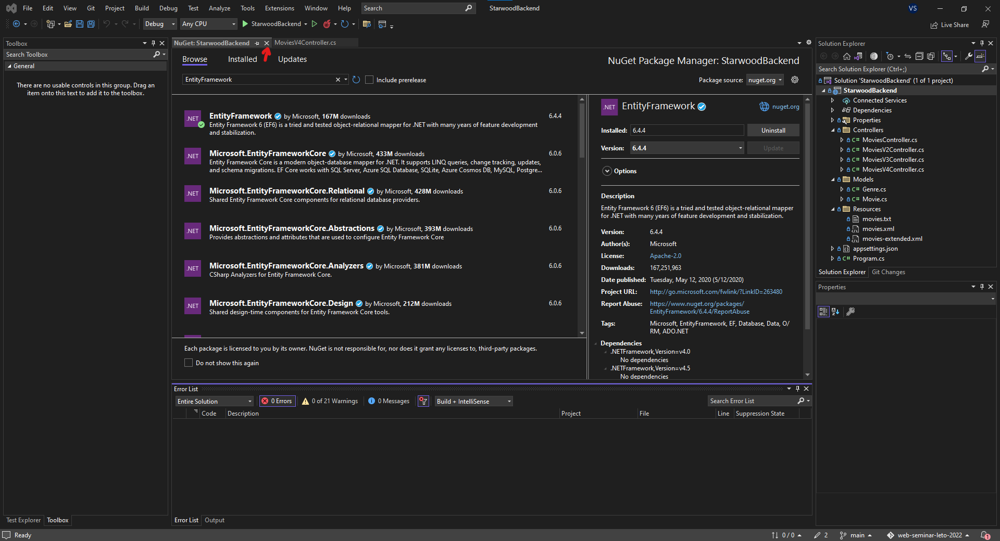 File Edit View Git Project Build Debug Test Analyze Tools Extensions Window Help Search StarwoodBackend VS
Debug Any CPU StarwoodBackend Live Share
Toolbox
Search Toolbox
General
There are no usable controls in this group. Drag an
item onto this text to add it to the toolbox.
Test Explorer Toolbox
NuGet: StarwoodBackend MoviesV4Controller.cs
Browse Installed Updates
NuGet Package Manager: StarwoodBackend
EntityFramework Include prerelease
Package source: nuget.org
.NET EntityFramework by Microsoft, 167M downloads 6.4.4
Entity Framework 6 (EF6) is a tried and tested object-relational mapper for .NET with many years of feature development
and stabilization.
.NET Microsoft.EntityFrameworkCore by Microsoft, 433M downloads 6.0.6
Entity Framework Core is a modern object-database mapper for .NET. It supports LINQ queries, change tracking, updates,
and schema migrations. EF Core works with SQL Server, Azure SQL Database, SQLite, Azure Cosmos DB, MySQL, Postgre...
.NET Microsoft.EntityFrameworkCore.Relational by Microsoft, 428M downloads 6.0.6
Shared Entity Framework Core components for relational database providers.
.NET Microsoft.EntityFrameworkCore.Abstractions by Microsoft, 393M downloads 6.0.6
Provides abstractions and attributes that are used to configure Entity Framework Core
.NET Microsoft.EntityFrameworkCore.Analyzers by Microsoft, 381M downloads 6.0.6
CSharp Analyzers for Entity Framework Core.
.NET Microsoft.EntityFrameworkCore.Design by Microsoft, 212M downloads 6.0.6
Shared design-time components for Entity Framework Core tools.
Each package is licensed to you by its owner. NuGet is not responsible for, nor does it grant any licenses to, third-party packages.
Do not show this again
.NET EntityFramework nuget.org
Installed: 6.4.4 Uninstall
Version: 6.4.4 Update
Options
Description
Entity Framework 6 (EF6) is a tried and tested object-relational mapper
for .NET with many years of feature development and stabilization.
Version: 6.4.4
Author(s): Microsoft
License: Apache-2.0
Downloads: 167,251,963
Date published: Tuesday, May 12, 2020 (5/12/2020)
Project URL: http://go.microsoft.com/fwlink/?LinkID=263480
Report Abuse: https://www.nuget.org/packages/
EntityFramework/6.4.4/ReportAbuse
Tags: Microsoft, EntityFramework, EF, Database, Data, O/
RM, ADO.NET
Dependencies
.NETFramework,Version=v4.0
No dependencies
.NETFramework,Version=v4.5
No dependencies
Error List
Entire Solution 0 Errors 0 of 21 Warnings 0 Messages Build + IntelliSense Search Error List
Code Description Project File Line Suppression State
Error List Output
Solution Explorer
Search Solution Explorer (Ctrl+;)
Solution 'StarwoodBackend' (1 of 1 project)
StarwoodBackend
Connected Services
Dependencies
Properties
Controllers
C# MoviesController.cs
C# MoviesV2Controller.cs
C# MoviesV3Controller.cs
C# MoviesV4Controller.cs
Models
C# Genre.cs
C# Movie.cs
Resources
movies.txt
movies.xml
movies-extended.xml
appsettings.json
C# Program.cs
Solution Explorer Git Changes
Properties
Ready 0 / 0 2 main web-seminar-leto-2022 1